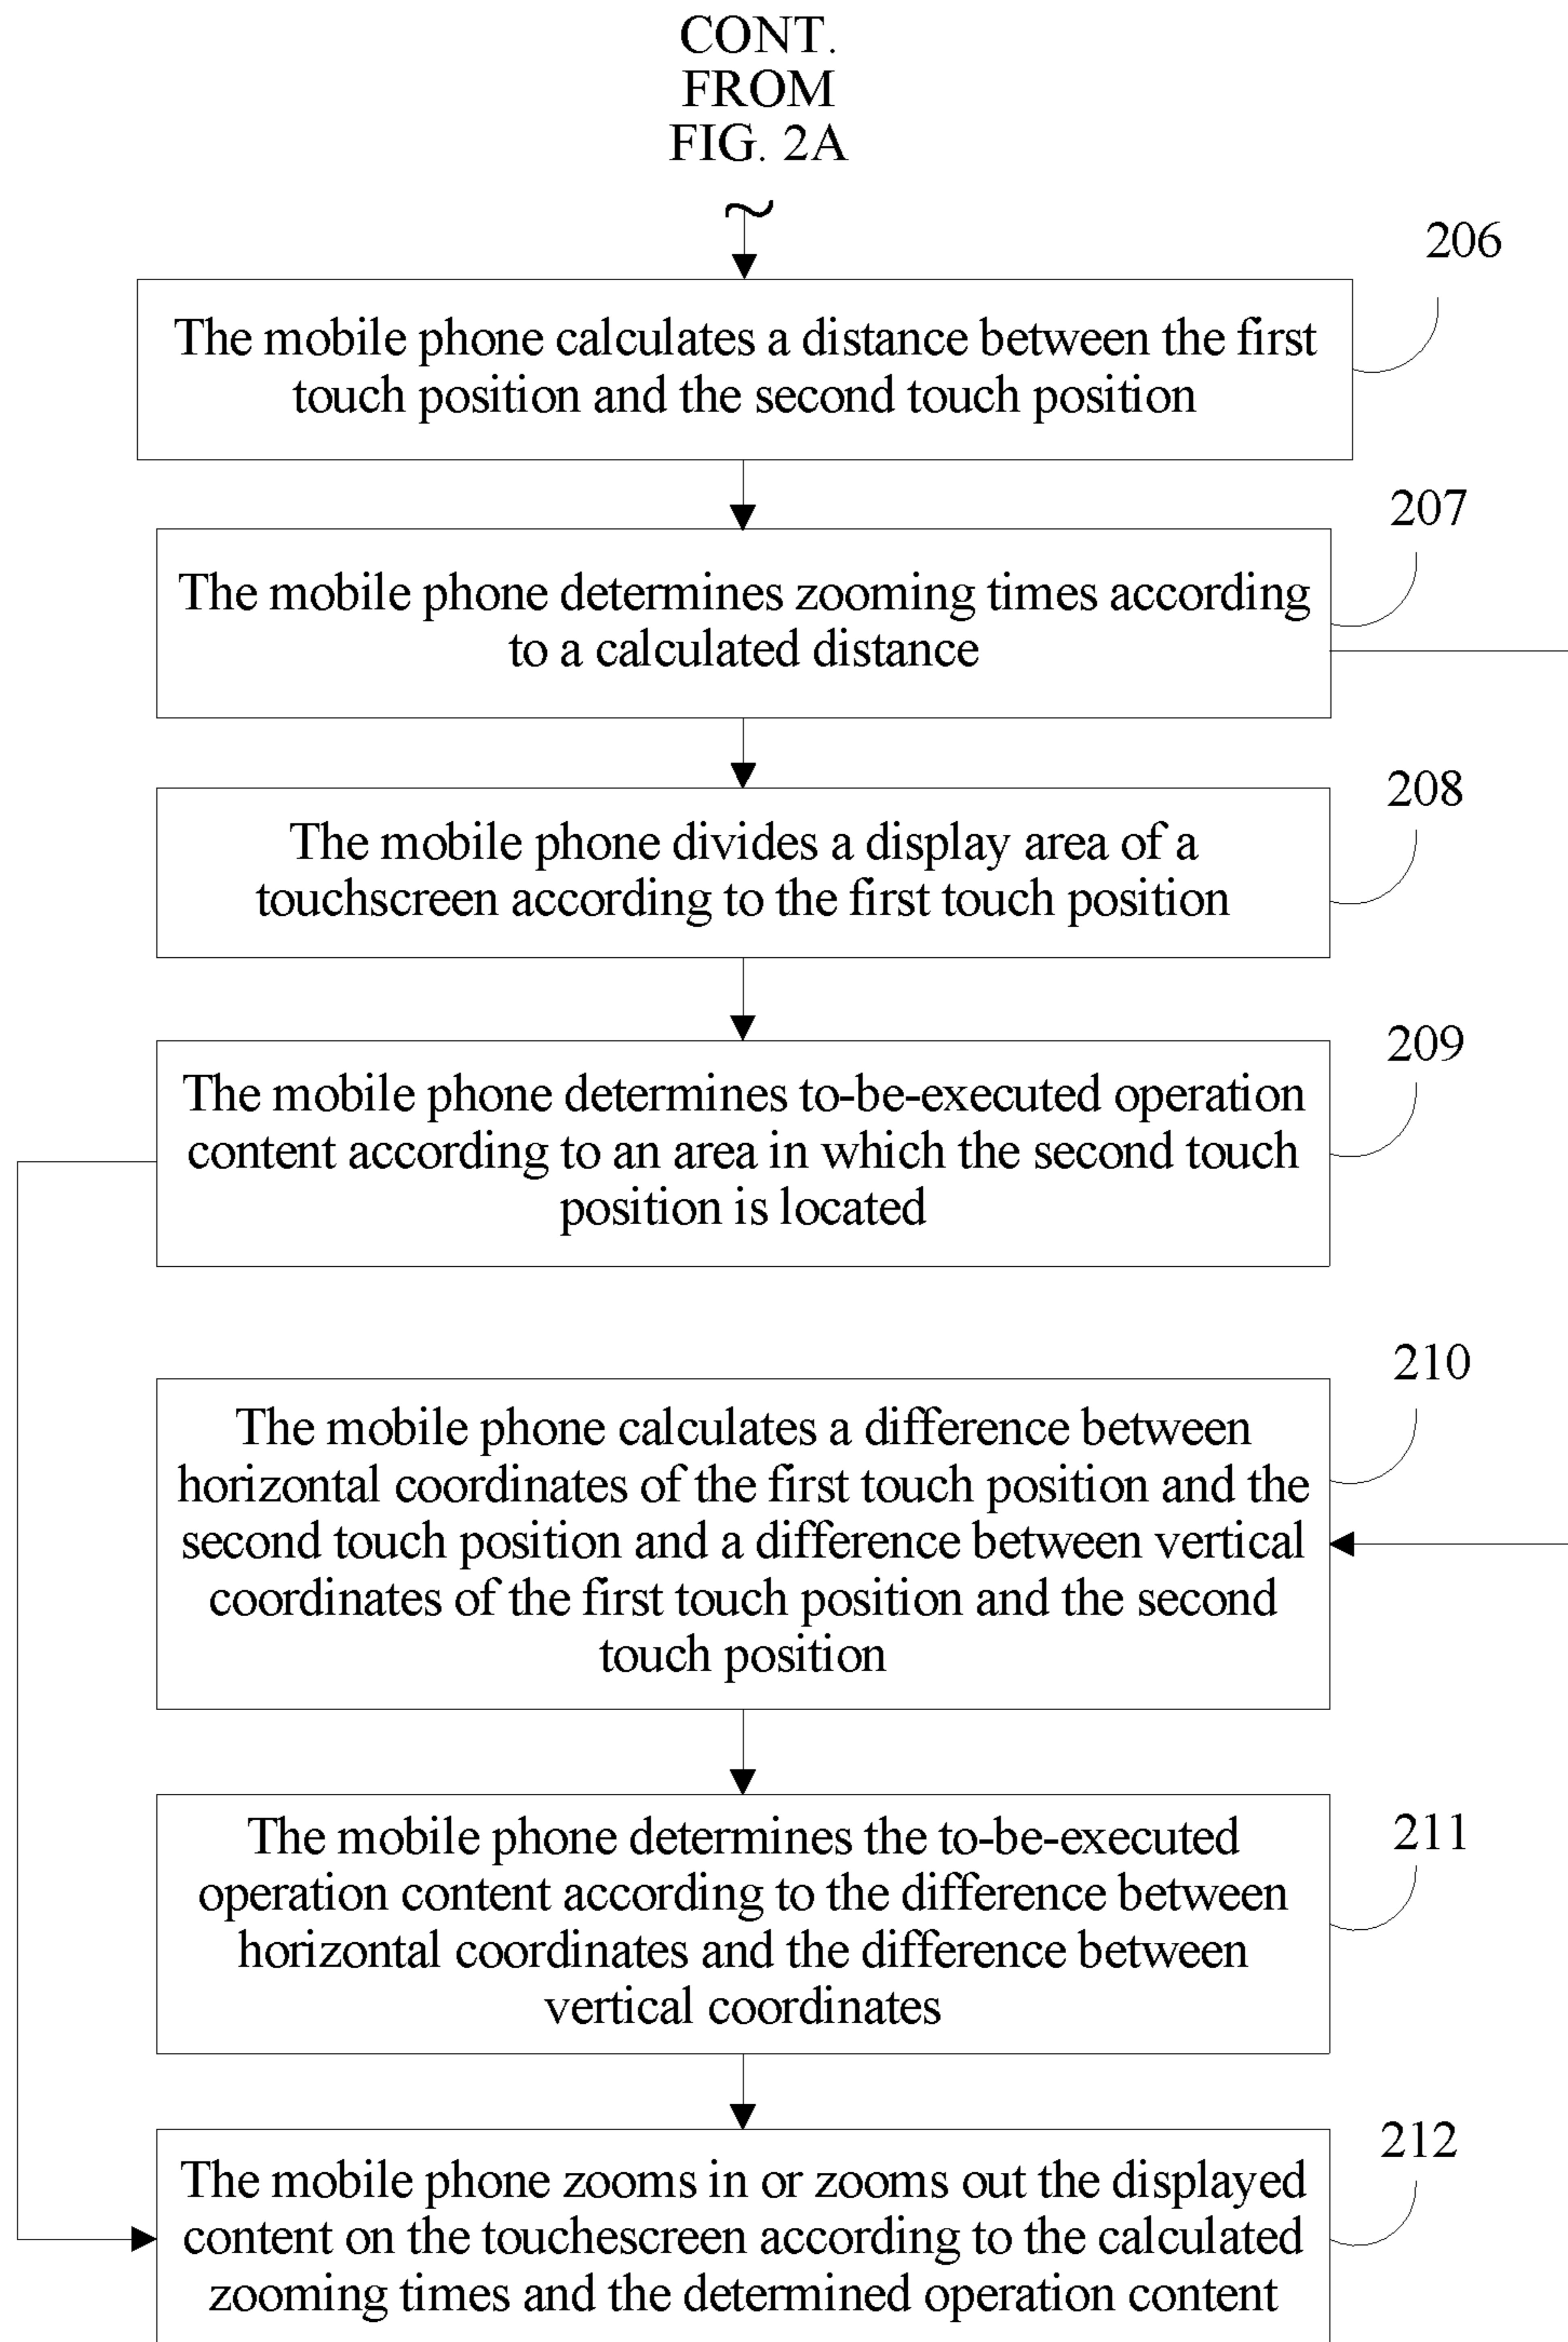 CONT.
FROM
FIG. 2A
206
The mobile phone calculates a distance between the first
touch position and the second touch position
207
The mobile phone determines zooming times according
to a calculated distance
208
The mobile phone divides a display area of a
touchscreen according to the first touch position
209
The mobile phone determines to-be-executed operation
content according to an area in which the second touch
position is located
210
The mobile phone calculates a difference between
horizontal coordinates of the first touch position and the
second touch position and a difference between vertical
coordinates of the first touch position and the second
touch position
211
The mobile phone determines the to-be-executed
operation content according to the difference between
horizontal coordinates and the difference between
vertical coordinates
212
The mobile phone zooms in or zooms out the displayed
content on the touchescreen according to the calculated
zooming times and the determined operation content